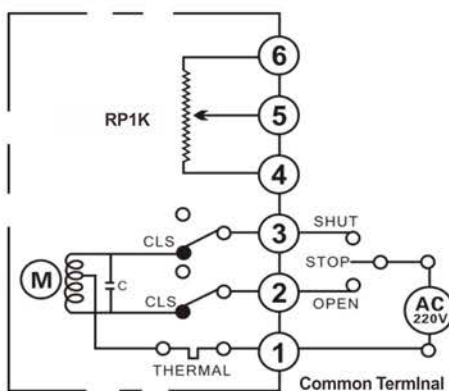 6
RP1K
5
4
CLS
3
SHUT
STOP
M
C
CLS
2
OPEN
AC
220V
THERMAL
1
Common Terminal